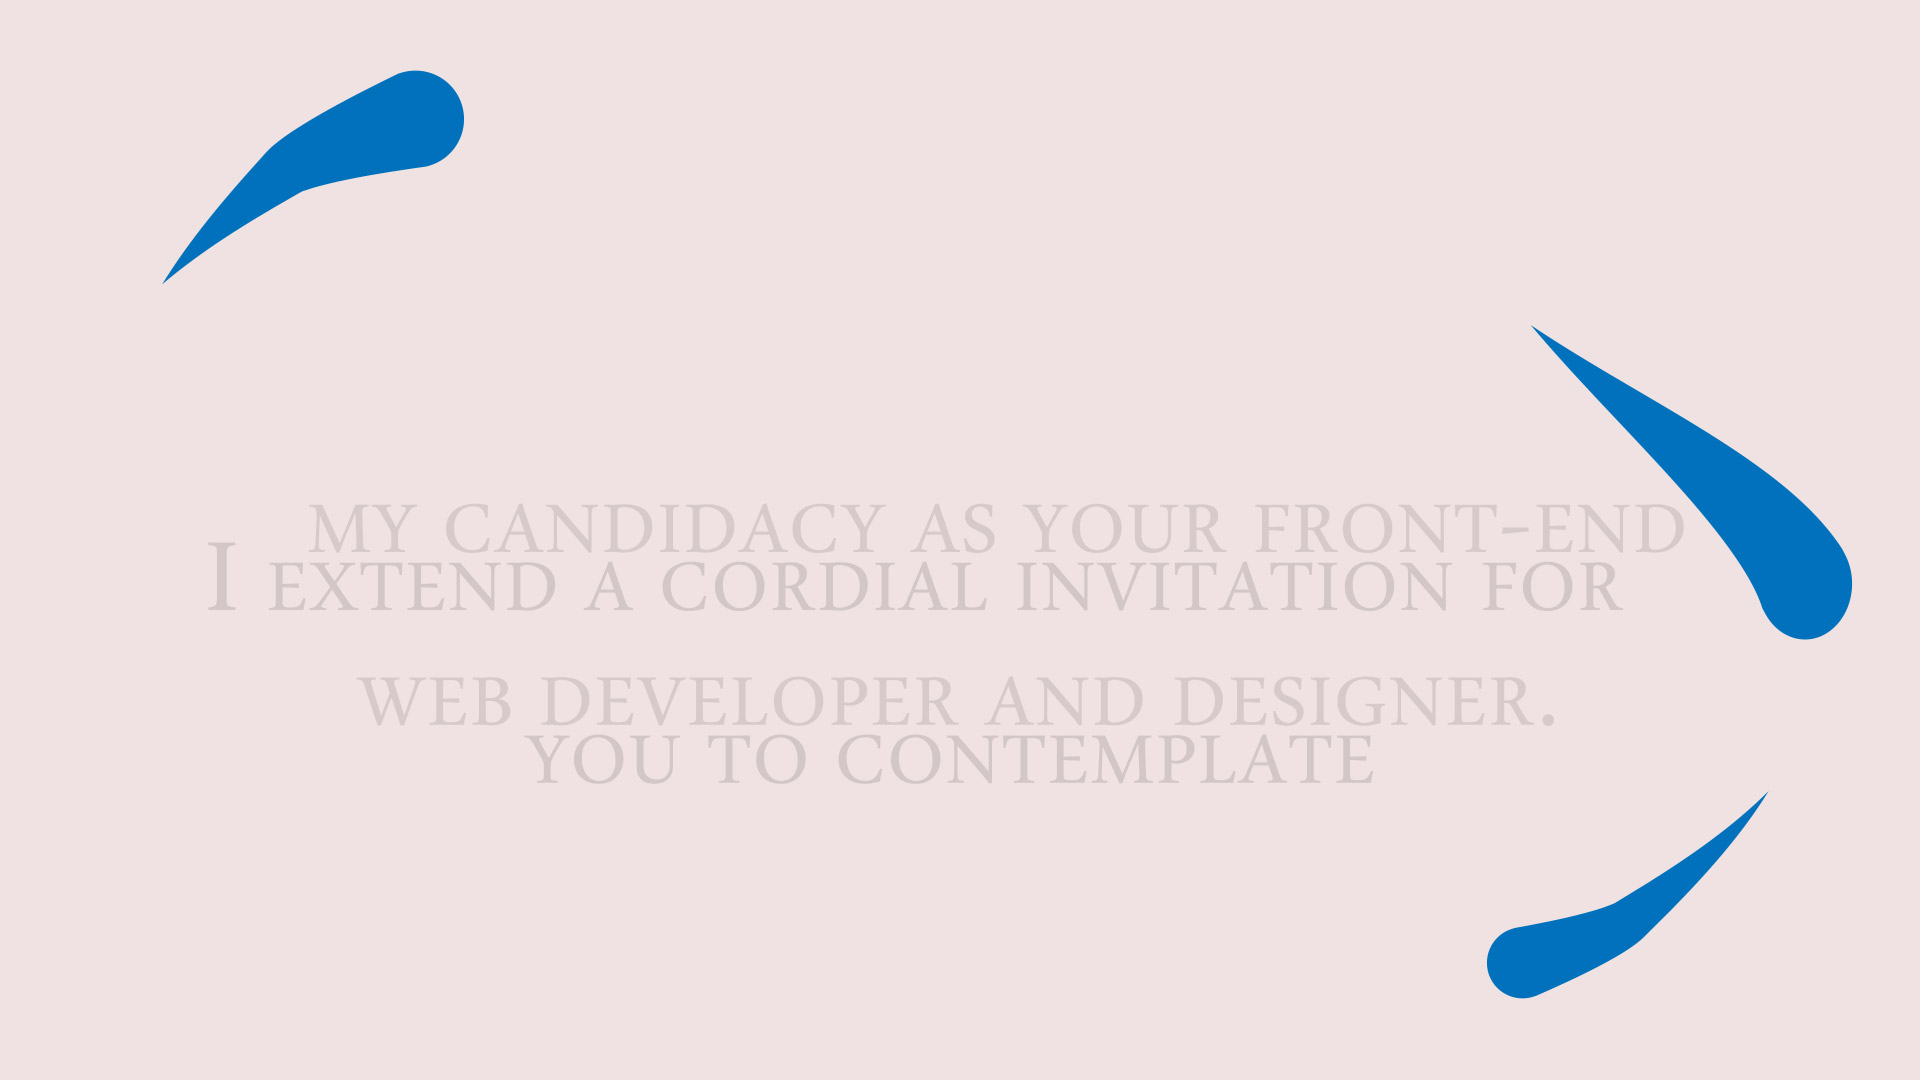 I extend a cordial invitation for
you to contemplate
my candidacy as your front-end
web developer and designer.